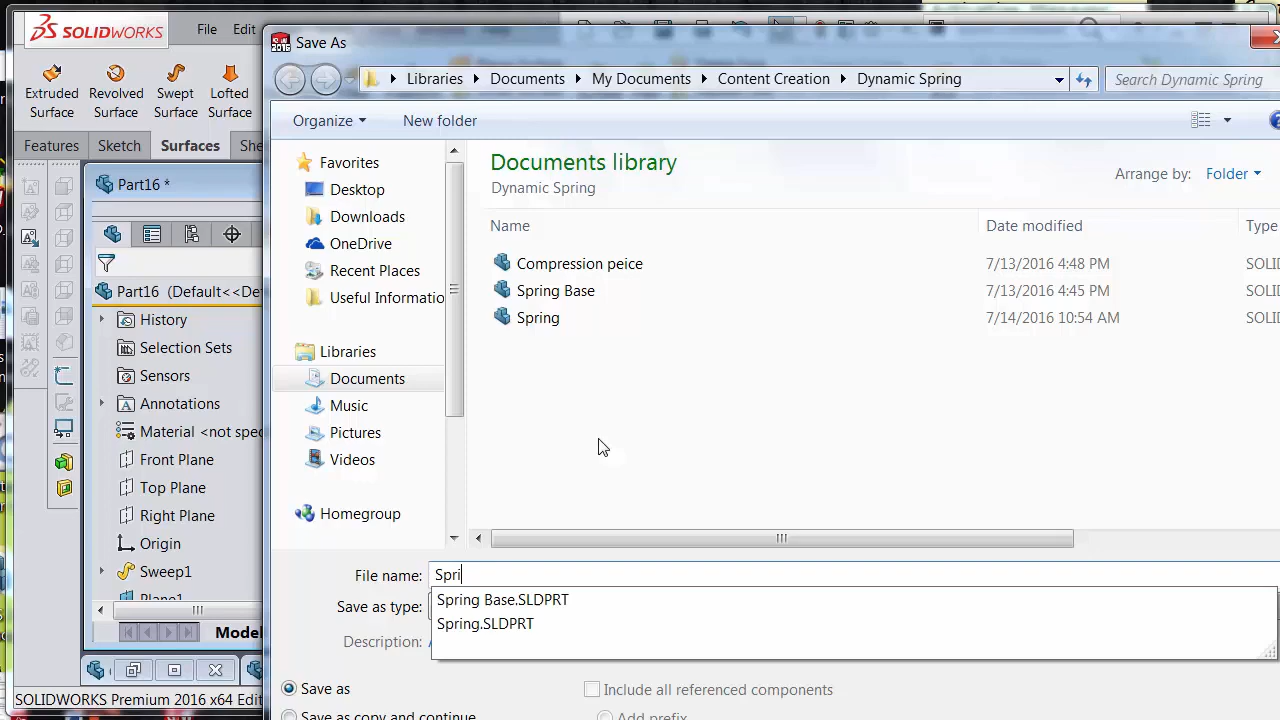 SOLIDWORKS
File
Edit
Save As
Libraries
Documents
My Documents
Content Creation
Dynamic Spring
Search Dynamic Spring
Extruded Surface
Revolved Surface
Swept Surface
Lofted Surface
Organize
New folder
Features
Sketch
Surfaces
She
Part16 *
Favorites
Desktop
Downloads
OneDrive
Recent Places
Useful Informatio
Libraries
Documents
Music
Pictures
Videos
Homegroup
Documents library
Dynamic Spring
Arrange by:
Folder
Name
Date modified
Type
Compression peice
7/13/2016 4:48 PM
SOLI
Spring Base
7/13/2016 4:45 PM
SOLI
Spring
7/14/2016 10:54 AM
SOLI
Part16 (Default<<De
History
Selection Sets
Sensors
Annotations
Material <not spec
Front Plane
Top Plane
Right Plane
Origin
Sweep1
Plane1
Model
File name:
Spri
Spring Base.SLDPRT
Spring.SLDPRT
Save as type:
Description:
Save as
Include all referenced components
Save as copy and continue
Add prefix
SOLIDWORKS Premium 2016 x64 Edit